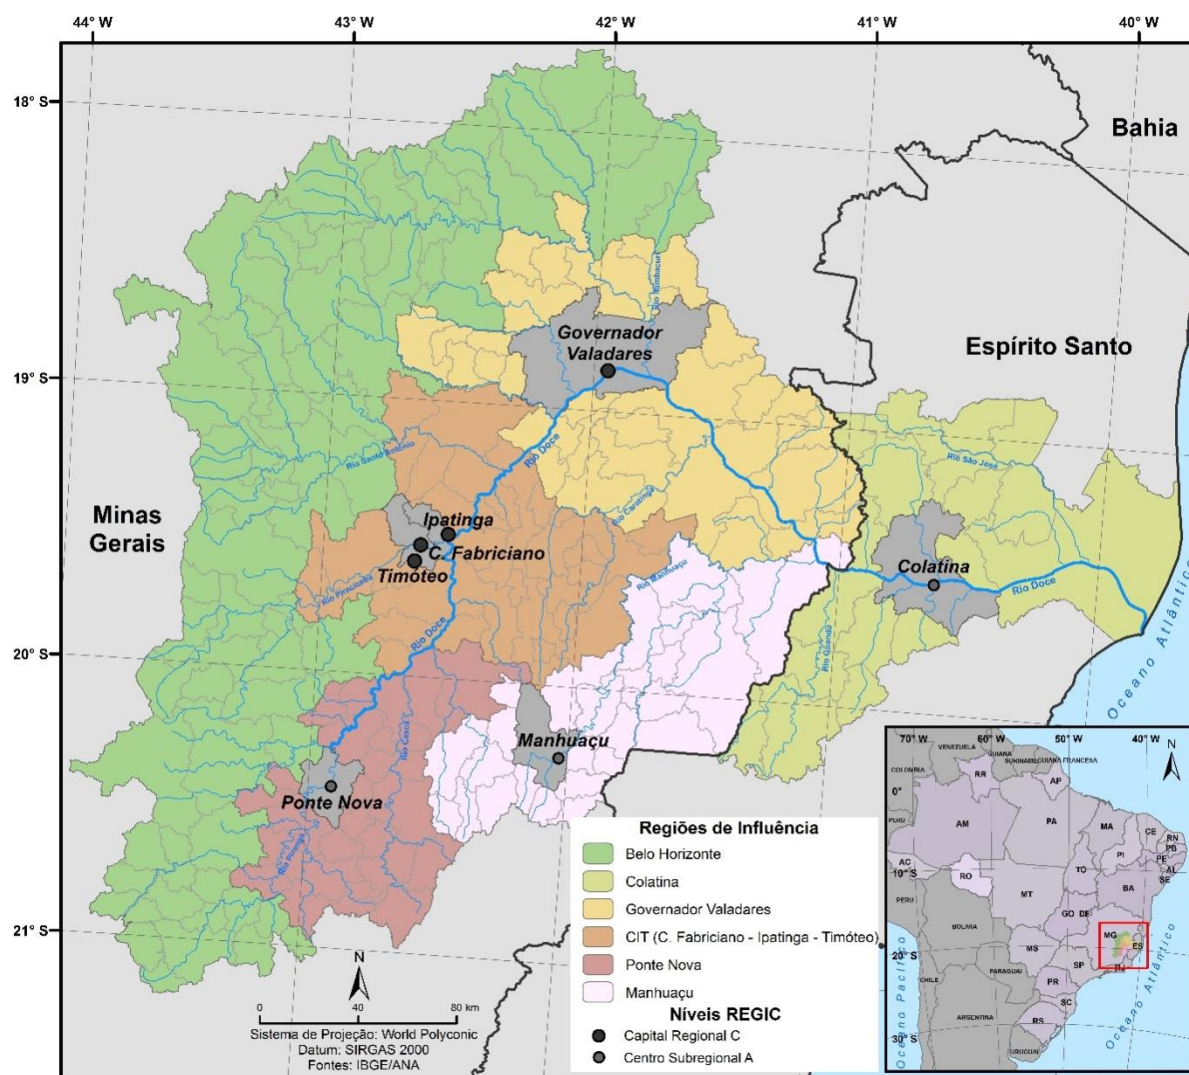 44° W
43° W
42° W
41° W
40° W
18° S
19° S
20° S
21° S
Bahia
Espírito Santo
Minas
Gerais
Governador
Valadares
Ipatinga
C. Fabriciano
Timóteo
Colatina
Manhuaçu
Ponte Nova
Rio Santo Antônio
Rio Doce
Rio Caratinga
Rio São José
Rio Piracicaba
Rio Manhuaçu
Rio Doce
Rio Doce
Rio Guandu
Rio Casca
Rio Piranga
Oceano Atlântico
N
0 40 80 km
Sistema de Projeção: World Polyconic
Datum: SIRGAS 2000
Fontes: IBGE/ANA
Regiões de Influência
Belo Horizonte
Colatina
Governador Valadares
CIT (C. Fabriciano - Ipatinga - Timóteo)
Ponte Nova
Manhuaçu
Níveis REGIC
Capital Regional C
Centro Subregional A
70° W
60° W
50° W
40° W
N
0°
10° S
20° S
30° S
VENEZUELA
GUIANA
SURINAME
GUIANA FRANCESA
COLOMBIA
PERU
PERU
BOLIVIA
PARAGUAI
CHILE
ARGENTINA
URUGUAI
RR
AP
AM
PA
MA
CE
RN
PB
PE
AL
SE
PI
AC
RO
TO
BA
MT
GO
DF
MG
ES
MS
SP
RJ
PR
SC
RS
Oceano Pacífico
Oceano Atlântico